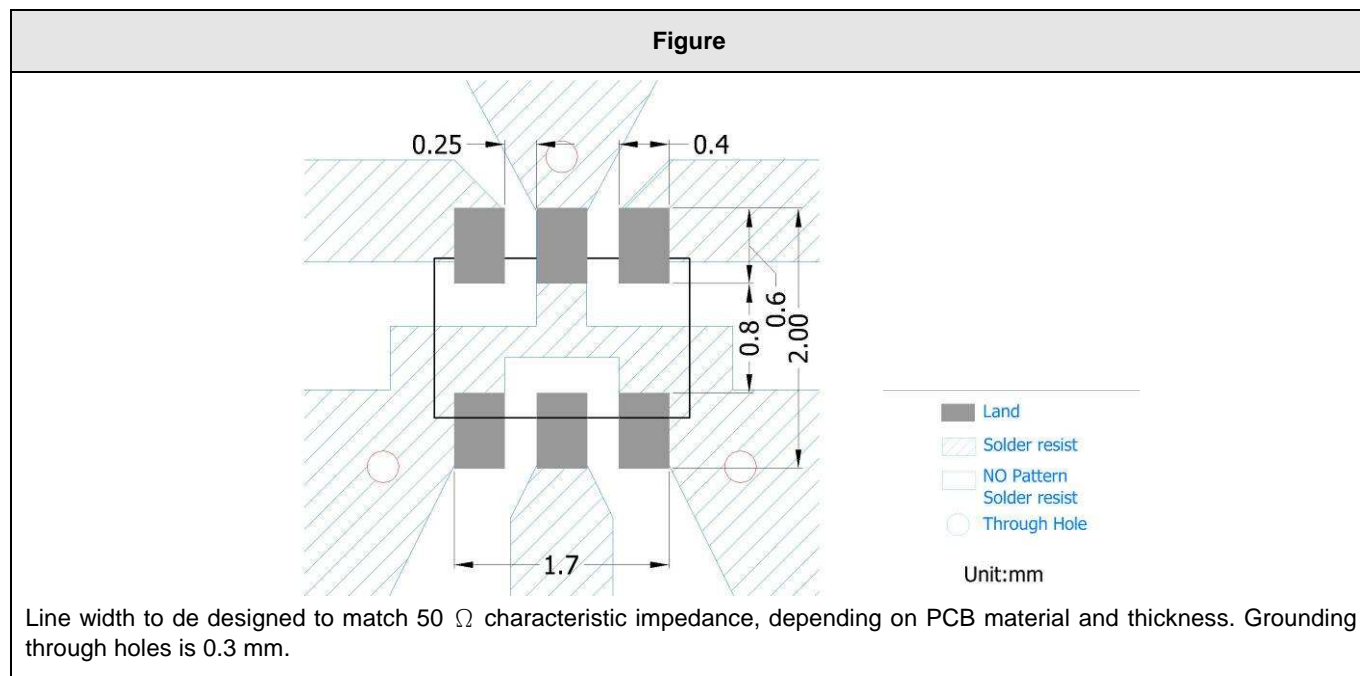 Figure
0.25
0.4
0.6
0.8
2.00
1.7
Land
Solder resist
NO Pattern
Solder resist
Through Hole
Unit:mm
Line width to de designed to match 50 Ω characteristic impedance, depending on PCB material and thickness. Grounding
through holes is 0.3 mm.